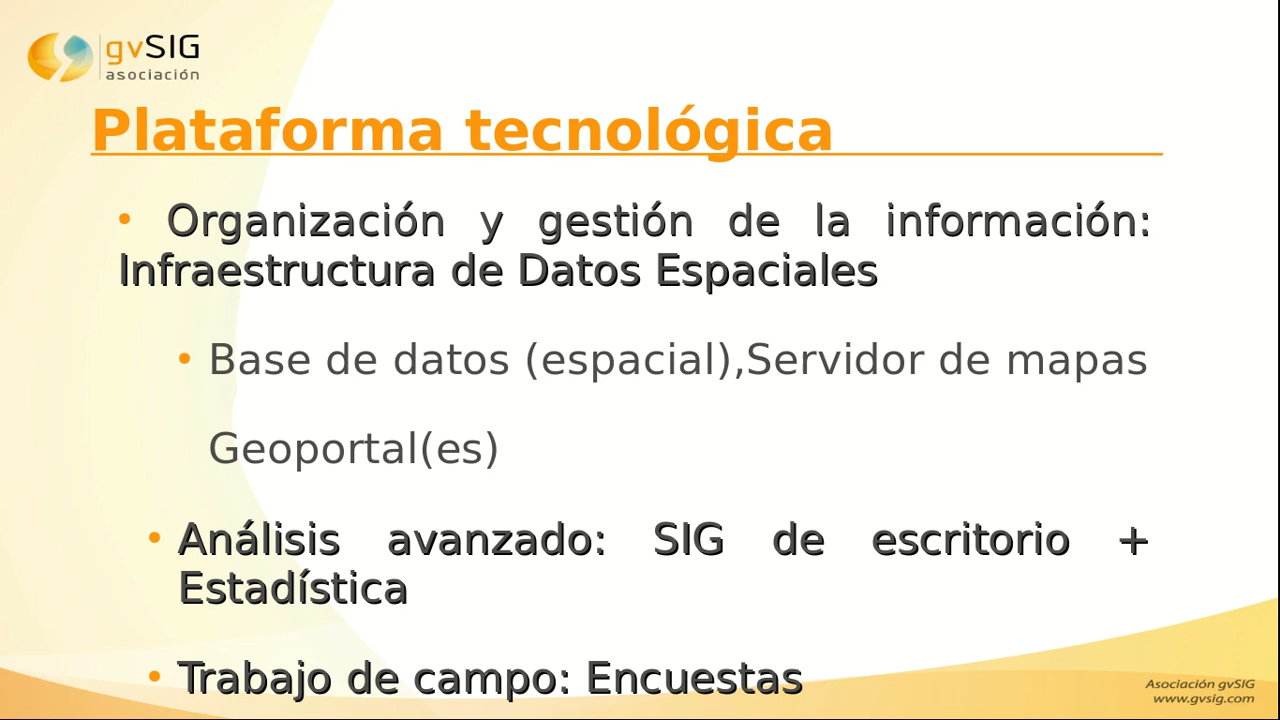 gvSIG
asociación
Plataforma tecnológica
• Organización y gestión de la información:
Infraestructura de Datos Espaciales
• Base de datos (espacial),Servidor de mapas
Geoportal(es)
• Análisis avanzado: SIG de escritorio +
Estadística
• Trabajo de campo: Encuestas
Asociación gvSIG
www.gvsig.com